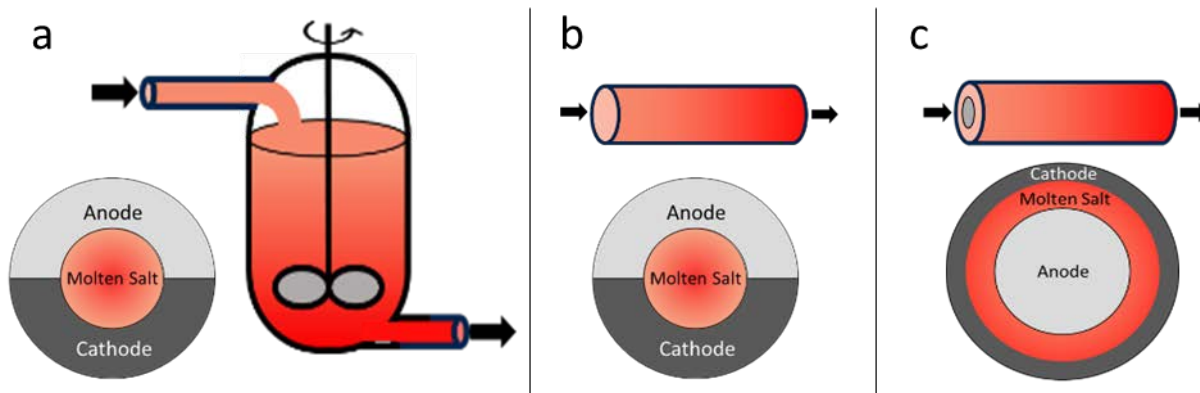 a
Anode
Molten Salt
Cathode
b
Anode
Molten Salt
Cathode
c
Cathode
Molten Salt
Anode